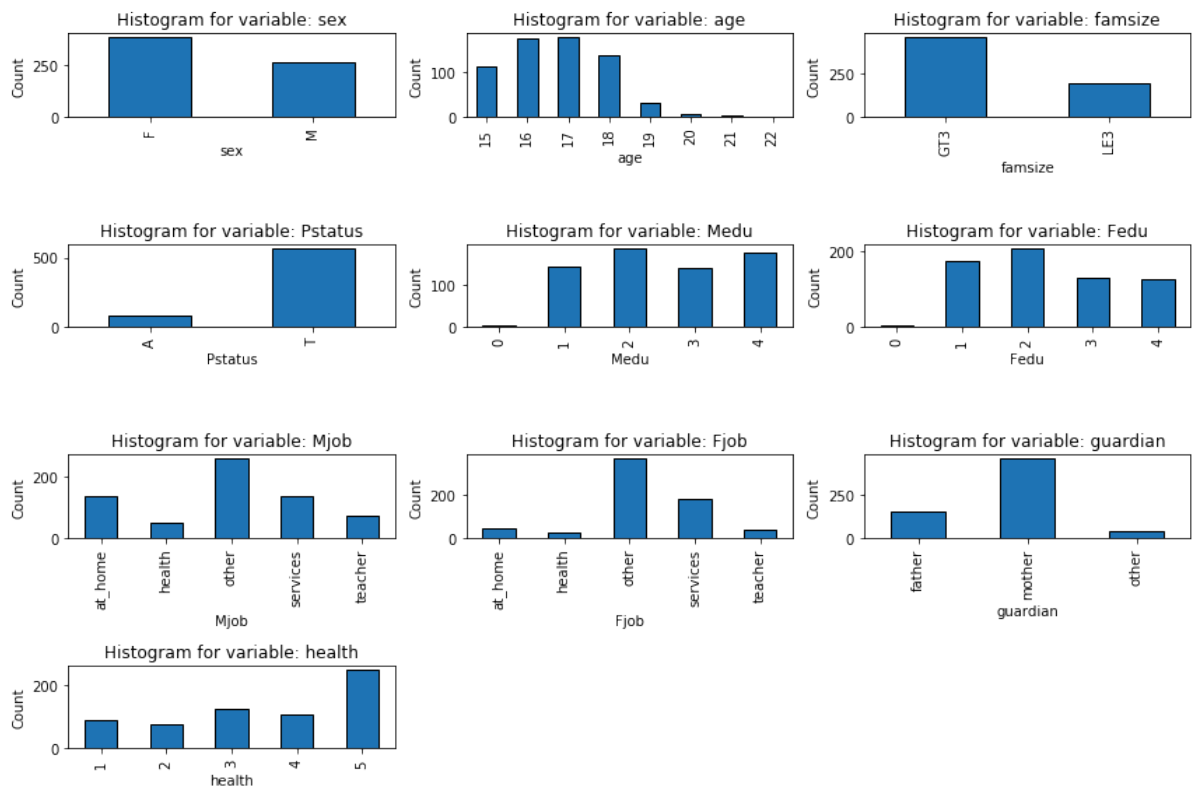 Histogram for variable: sex
Count
250
0
F
M
sex
Histogram for variable: age
Count
100
0
15
16
17
18
19
20
21
22
age
Histogram for variable: famsize
Count
250
0
GT3
LE3
famsize
Histogram for variable: Pstatus
Count
500
0
A
T
Pstatus
Histogram for variable: Medu
Count
100
0
0
1
2
3
4
Medu
Histogram for variable: Fedu
Count
200
0
0
1
2
3
4
Fedu
Histogram for variable: Mjob
Count
200
0
at_home
health
other
services
teacher
Mjob
Histogram for variable: Fjob
Count
200
0
at_home
health
other
services
teacher
Fjob
Histogram for variable: guardian
Count
250
0
father
mother
other
guardian
Histogram for variable: health
Count
200
0
1
2
3
4
5
health